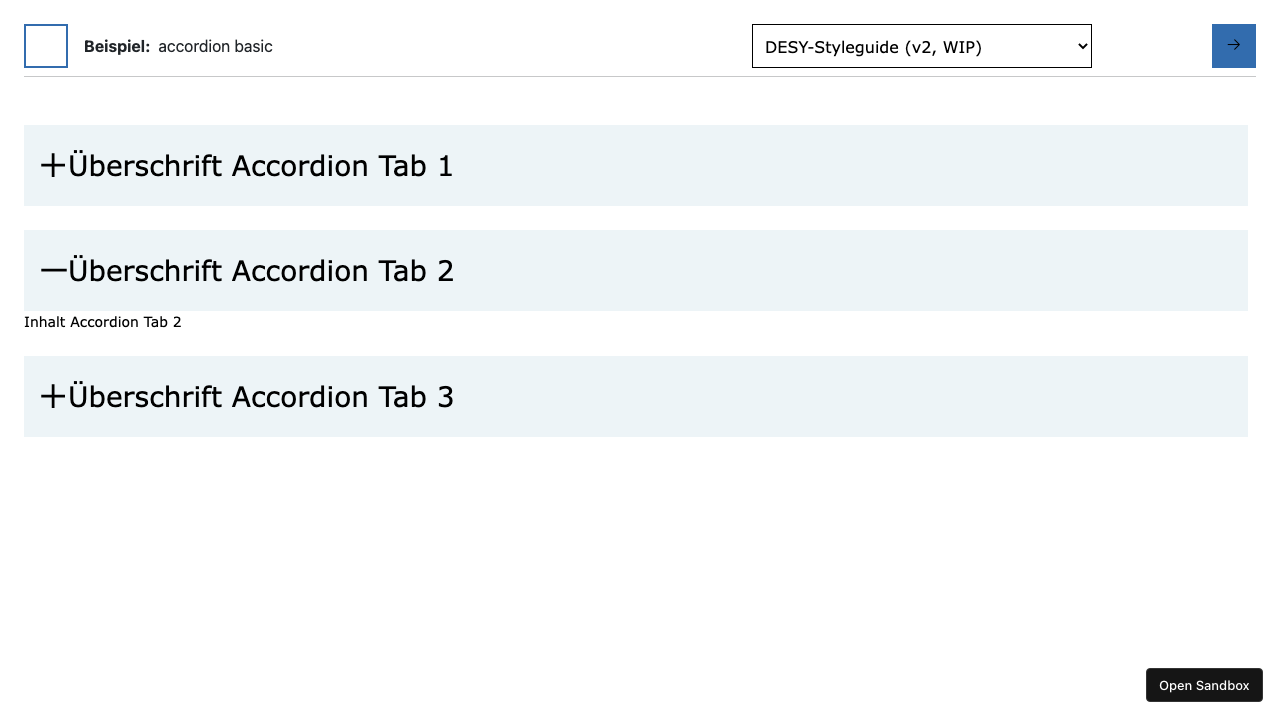 Beispiel: accordion basic
DESY-Styleguide (v2, WIP)
Überschrift Accordion Tab 1
Überschrift Accordion Tab 2
Inhalt Accordion Tab 2
Überschrift Accordion Tab 3
Open Sandbox